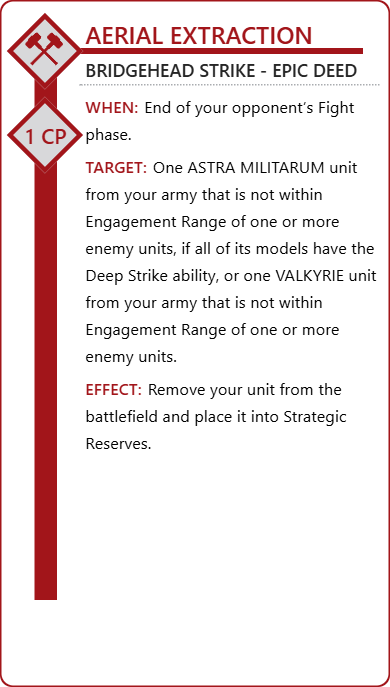 AERIAL EXTRACTION
BRIDGEHEAD STRIKE - EPIC DEED
1 CP
WHEN: End of your opponent's Fight
phase.
TARGET: One ASTRA MILITARUM unit
from your army that is not within
Engagement Range of one or more
enemy units, if all of its models have the
Deep Strike ability, or one VALKYRIE unit
from your army that is not within
Engagement Range of one or more
enemy units.
EFFECT: Remove your unit from the
battlefield and place it into Strategic
Reserves.